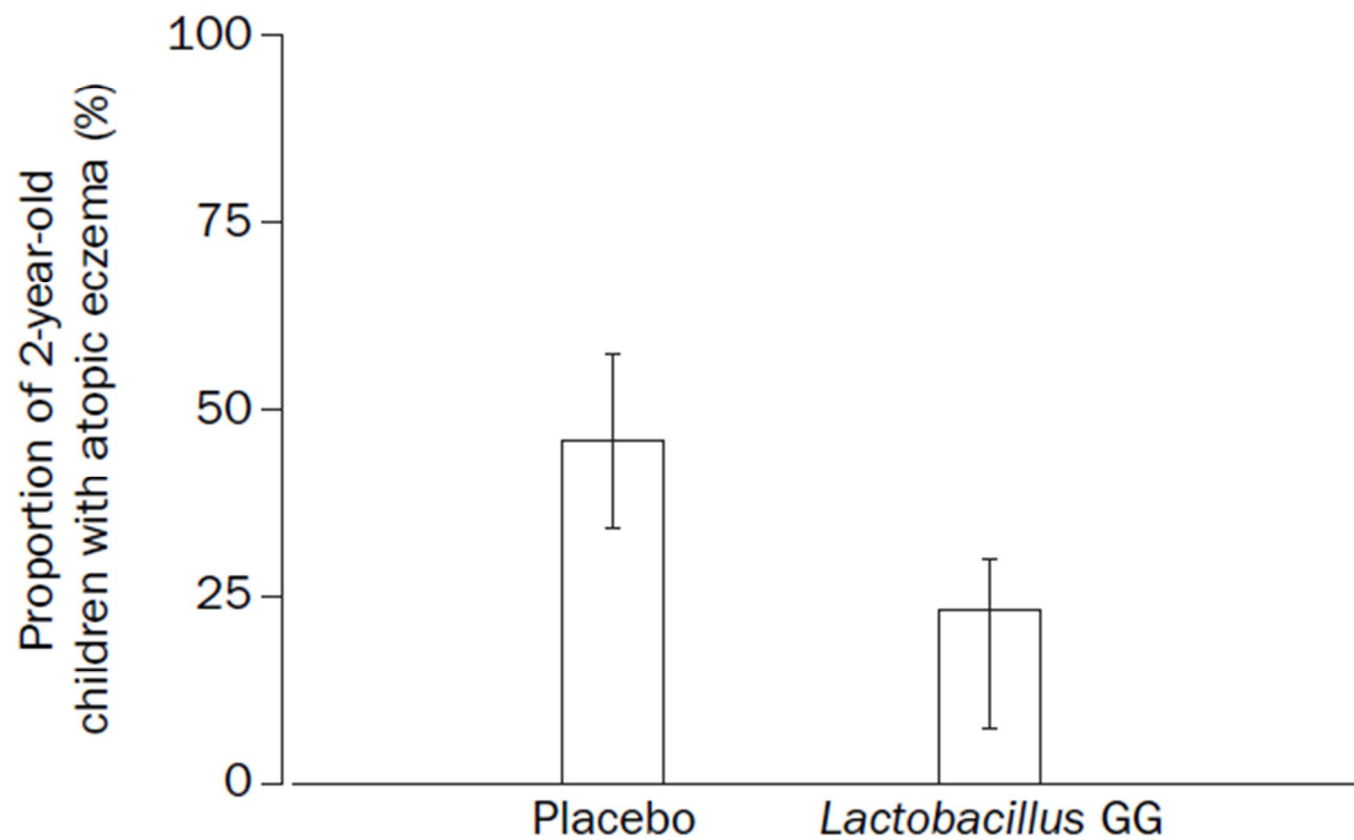 Proportion of 2-year-old
children with atopic eczema (%)
100
75
50
25
0
Placebo
Lactobacillus GG